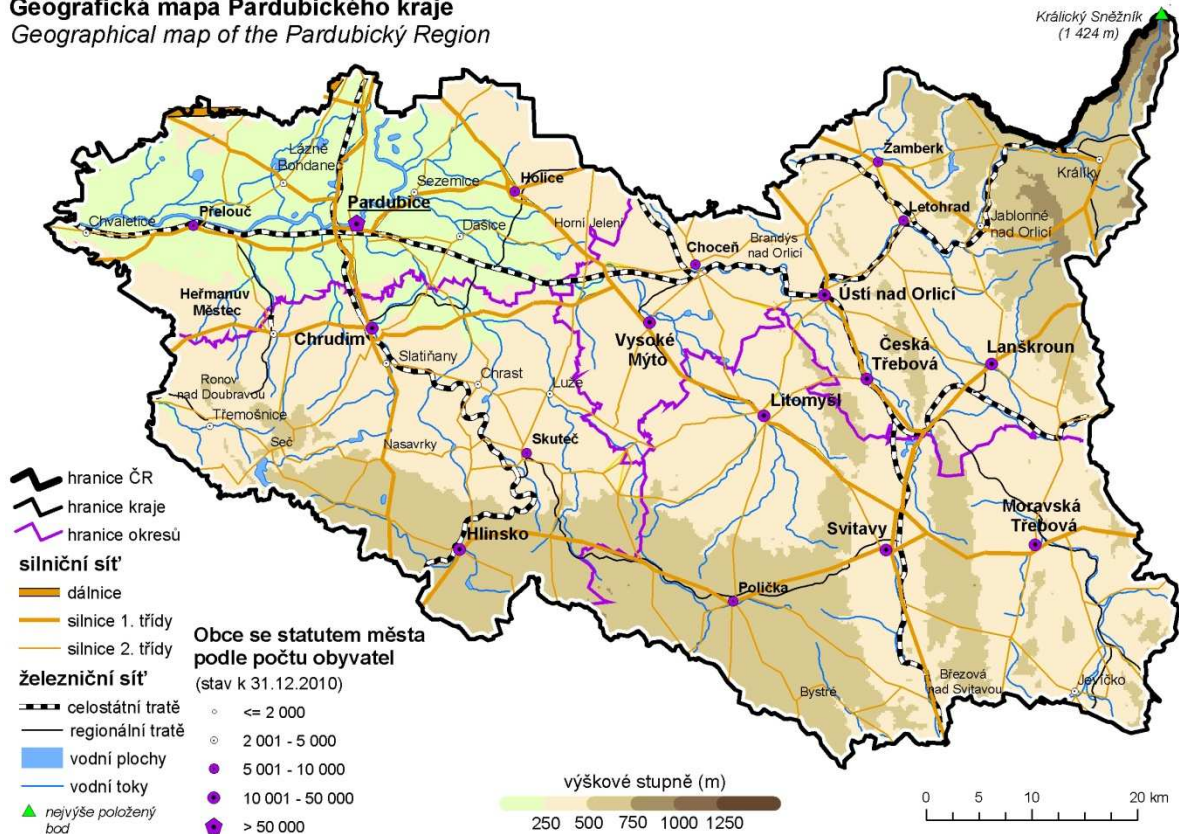 Geografická mapa Pardubického kraje
Geographical map of the Pardubický Region
Králický Sněžník
(1 424 m)
Žamberk
Králíky
Lázně
Bohdaneč
Sezemice
Holice
Letohrad
Jablonné
nad Orlicí
Chvaletice
Přelouč
Pardubice
Dašice
Horní Jelení
Choceň
Brandýs
nad Orlicí
Heřmanuv
Městec
Ústí nad Orlicí
Chrudim
Vysoké
Mýto
Česká
Třebová
Lanškroun
Slatiňany
Chrast
Luže
Ronov
nad Doubravou
Třemošnice
Litomyšl
Seč
Nasavrky
Skuteč
Moravská
Třebová
Svitavy
Hlinsko
Polička
Bystré
Březová
nad Svitavou
Jevíčko
hranice ČR
hranice kraje
hranice okresů
silniční síť
dálnice
silnice 1. třídy
silnice 2. třídy
železniční síť
celostátní tratě
regionální tratě
vodní plochy
vodní toky
nejvýše položený
bod
Obce se statutem města
podle počtu obyvatel
(stav k 31.12.2010)
<= 2 000
2 001 - 5 000
5 001 - 10 000
10 001 - 50 000
> 50 000
výškové stupně (m)
250 500 750 1000 1250
0 5 10 20 km